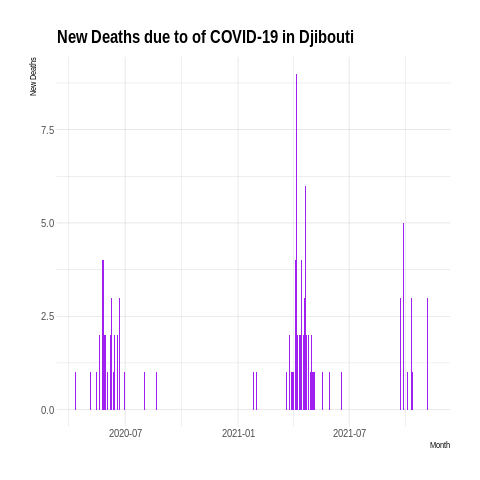 New Deaths due to of COVID-19 in Djibouti
New Deaths
7.5
5.0
2.5
0.0
2020-07
2021-01
2021-07
Month